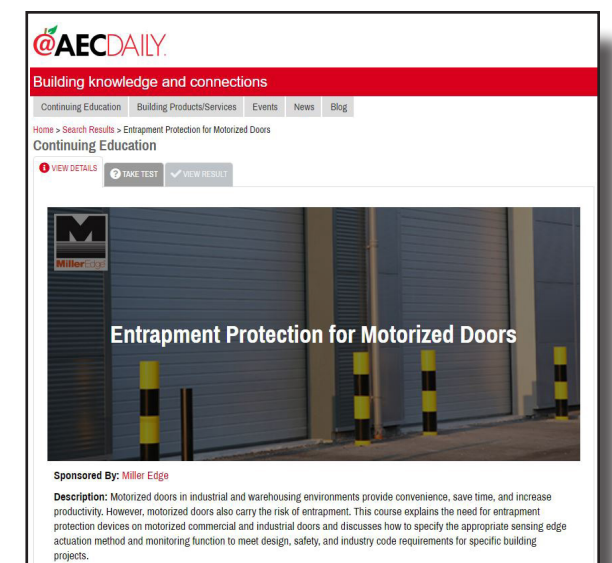 @AECDAILY.
Building knowledge and connections
Continuing Education Building Products/Services Events News Blog
Home > Search Results > Entrapment Protection for Motorized Doors
Continuing Education
VIEW DETAILS TAKE TEST VIEW RESULT
MillerEdge
Entrapment Protection for Motorized Doors
Sponsored By: Miller Edge
Description: Motorized doors in industrial and warehousing environments provide convenience, save time, and increase
productivity. However, motorized doors also carry the risk of entrapment. This course explains the need for entrapment
protection devices on motorized commercial and industrial doors and discusses how to specify the appropriate sensing edge
actuation method and monitoring function to meet design, safety, and industry code requirements for specific building
projects.